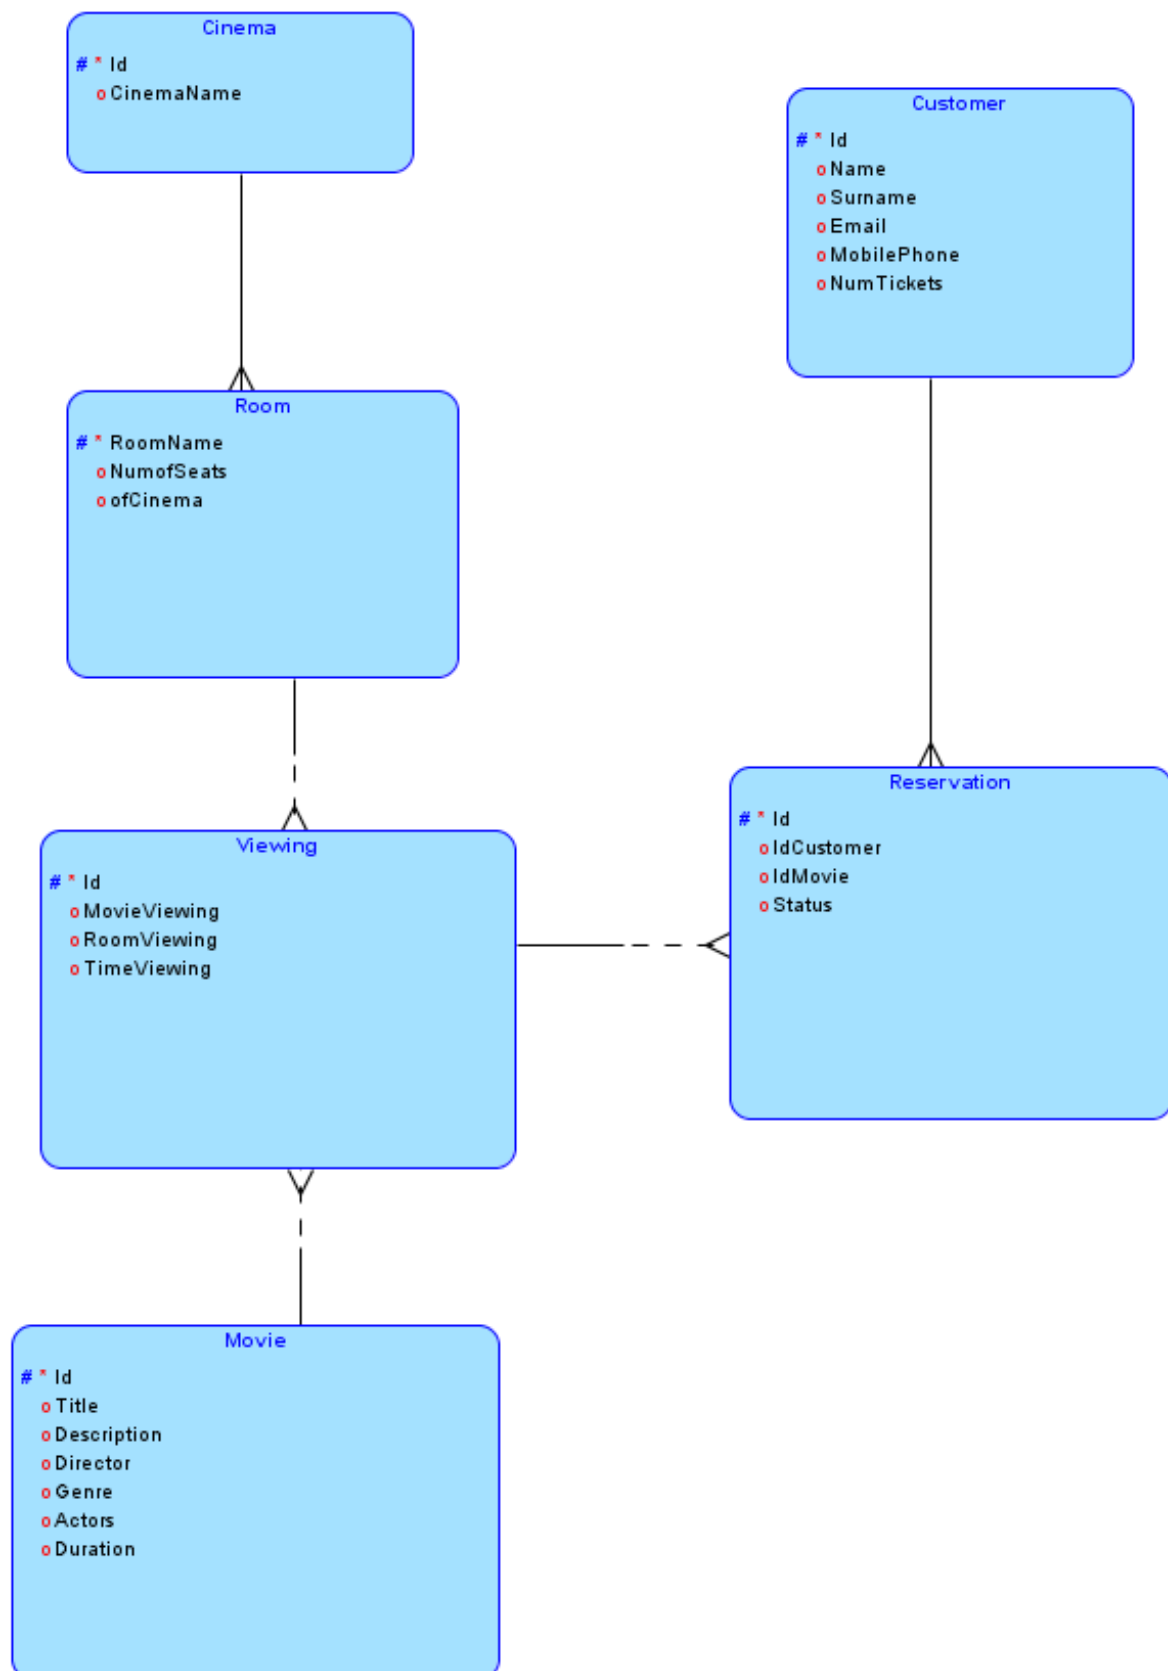 Cinema
# * Id
o CinemaName
Customer
# * Id
o Name
o Surname
o Email
o MobilePhone
o NumTickets
Room
# * RoomName
o NumofSeats
o ofCinema
Reservation
# * Id
o IdCustomer
o IdMovie
o Status
Viewing
# * Id
o MovieViewing
o RoomViewing
o TimeViewing
Movie
# * Id
o Title
o Description
o Director
o Genre
o Actors
o Duration